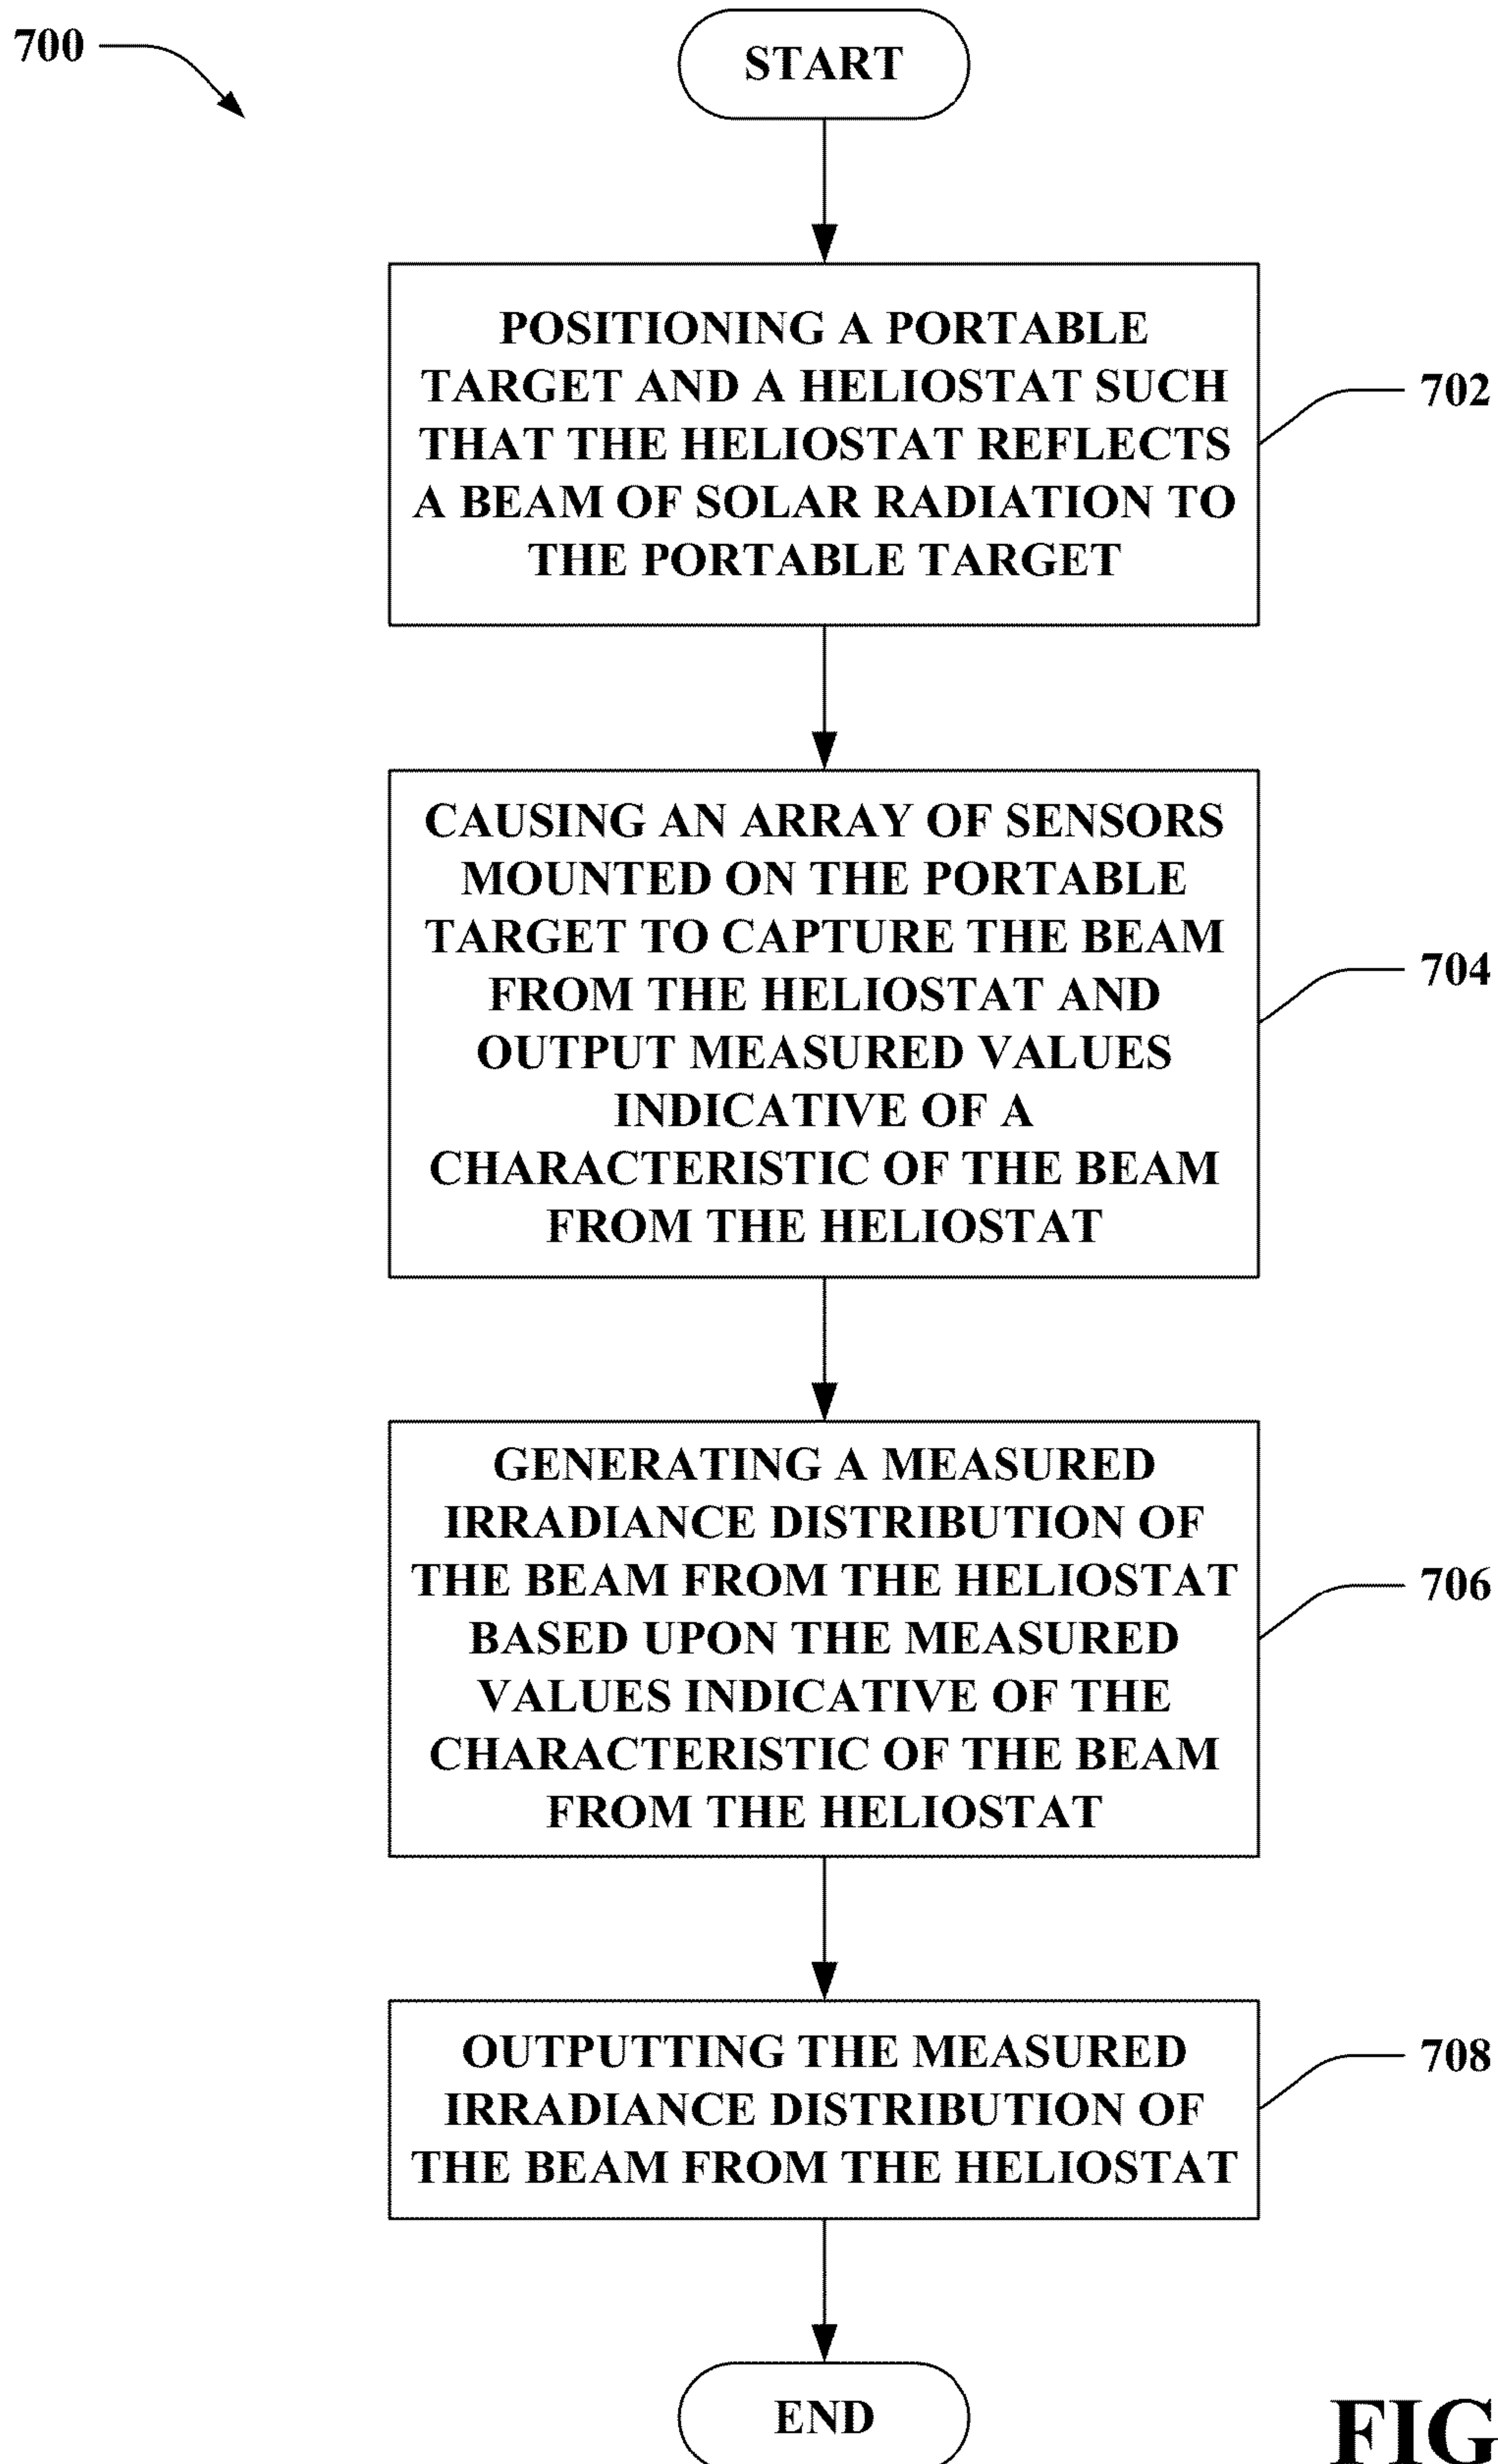 700
START
POSITIONING A PORTABLE
TARGET AND A HELIOSTAT SUCH
THAT THE HELIOSTAT REFLECTS
A BEAM OF SOLAR RADIATION TO
THE PORTABLE TARGET
702
CAUSING AN ARRAY OF SENSORS
MOUNTED ON THE PORTABLE
TARGET TO CAPTURE THE BEAM
FROM THE HELIOSTAT AND
OUTPUT MEASURED VALUES
INDICATIVE OF A
CHARACTERISTIC OF THE BEAM
FROM THE HELIOSTAT
704
GENERATING A MEASURED
IRRADIANCE DISTRIBUTION OF
THE BEAM FROM THE HELIOSTAT
BASED UPON THE MEASURED
VALUES INDICATIVE OF THE
CHARACTERISTIC OF THE BEAM
FROM THE HELIOSTAT
706
OUTPUTTING THE MEASURED
IRRADIANCE DISTRIBUTION OF
THE BEAM FROM THE HELIOSTAT
708
END
FIG